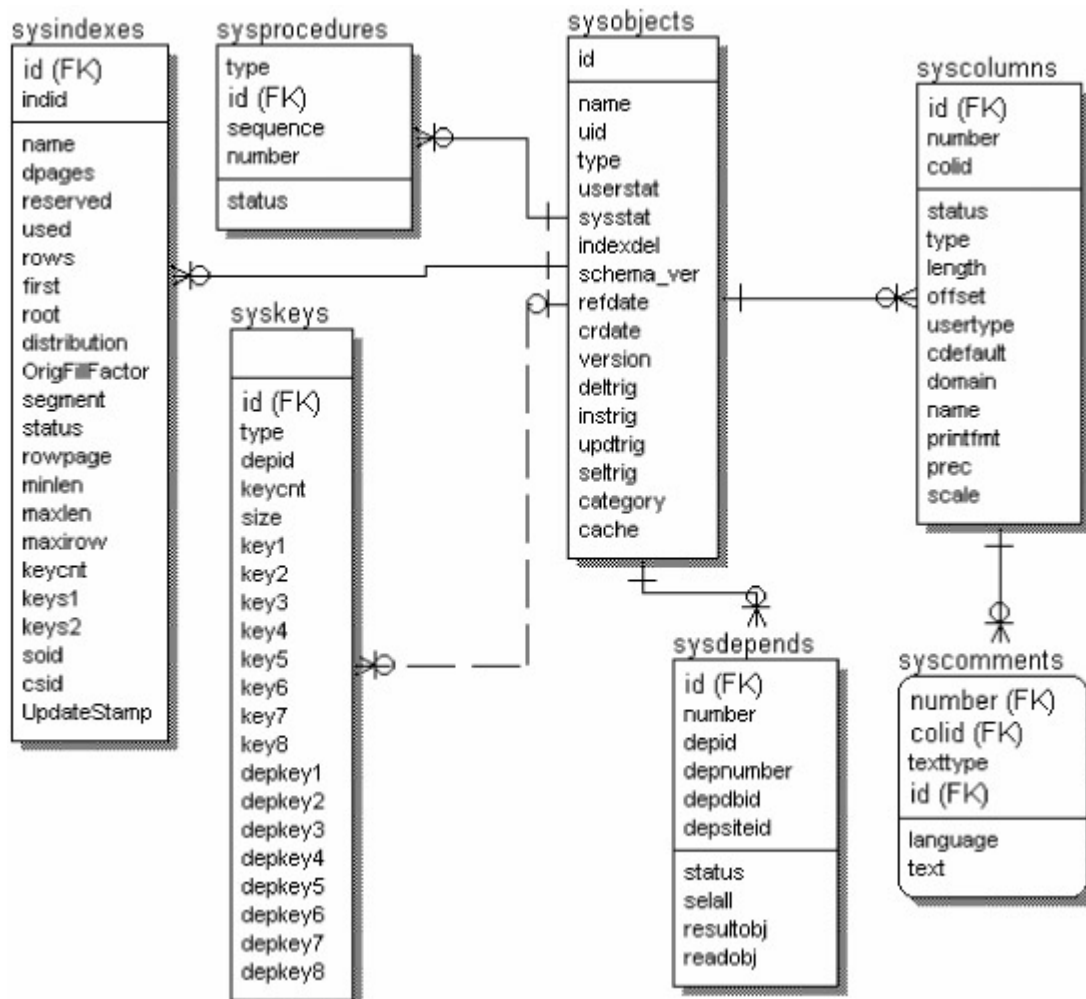 sysindexes
id (FK)
indid
name
dpages
reserved
used
rows
first
root
distribution
OrigFillFactor
segment
status
rowpage
minlen
maxlen
maxirow
keycnt
keys1
keys2
soid
csid
UpdateStamp
sysprocedures
type
id (FK)
sequence
number
status
syskeys
id (FK)
type
depid
keycnt
size
key1
key2
key3
key4
key5
key6
key7
key8
depkey1
depkey2
depkey3
depkey4
depkey5
depkey6
depkey7
depkey8
sysobjects
id
name
uid
type
userstat
sysstat
indexdel
schema_ver
refdate
crdate
version
deltrig
instrig
updtrig
seltrig
category
cache
sysdepends
id (FK)
number
depid
depnumber
depdbid
depsiteid
status
selall
resultobj
readobj
syscolumns
id (FK)
number
colid
status
type
length
offset
usertype
cdefault
domain
name
printfmt
prec
scale
syscomments
number (FK)
colid (FK)
texttype
id (FK)
language
text